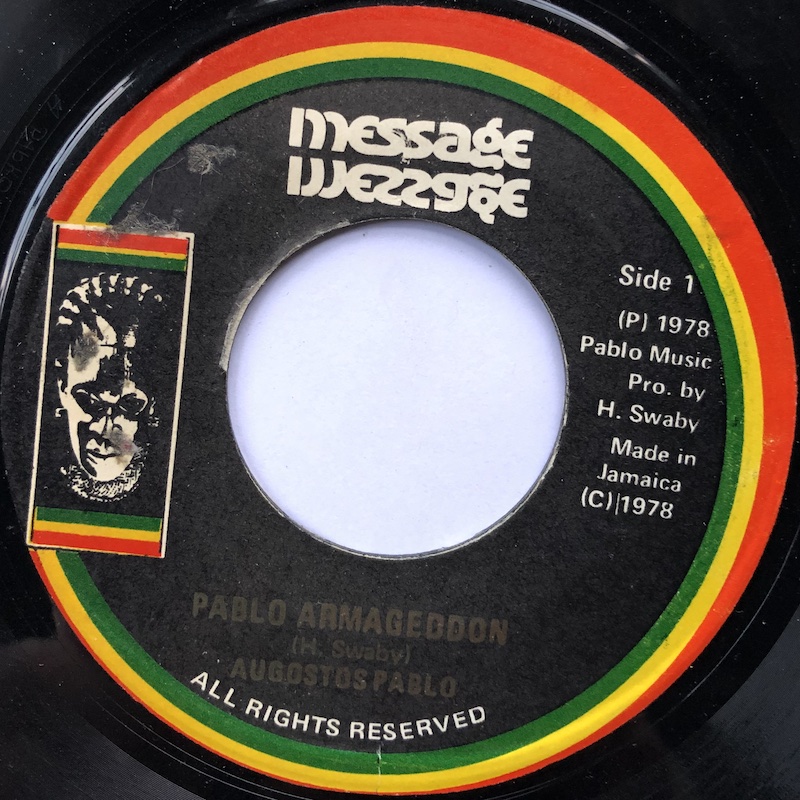 message
message
Side 1
(P) 1978
Pablo Music
Pro. by
H. Swaby
Made in
Jamaica
(C) 1978
PABLO ARMAGEDDON
(H. Swaby)
AUGOSTOS PABLO
ALL RIGHTS RESERVED